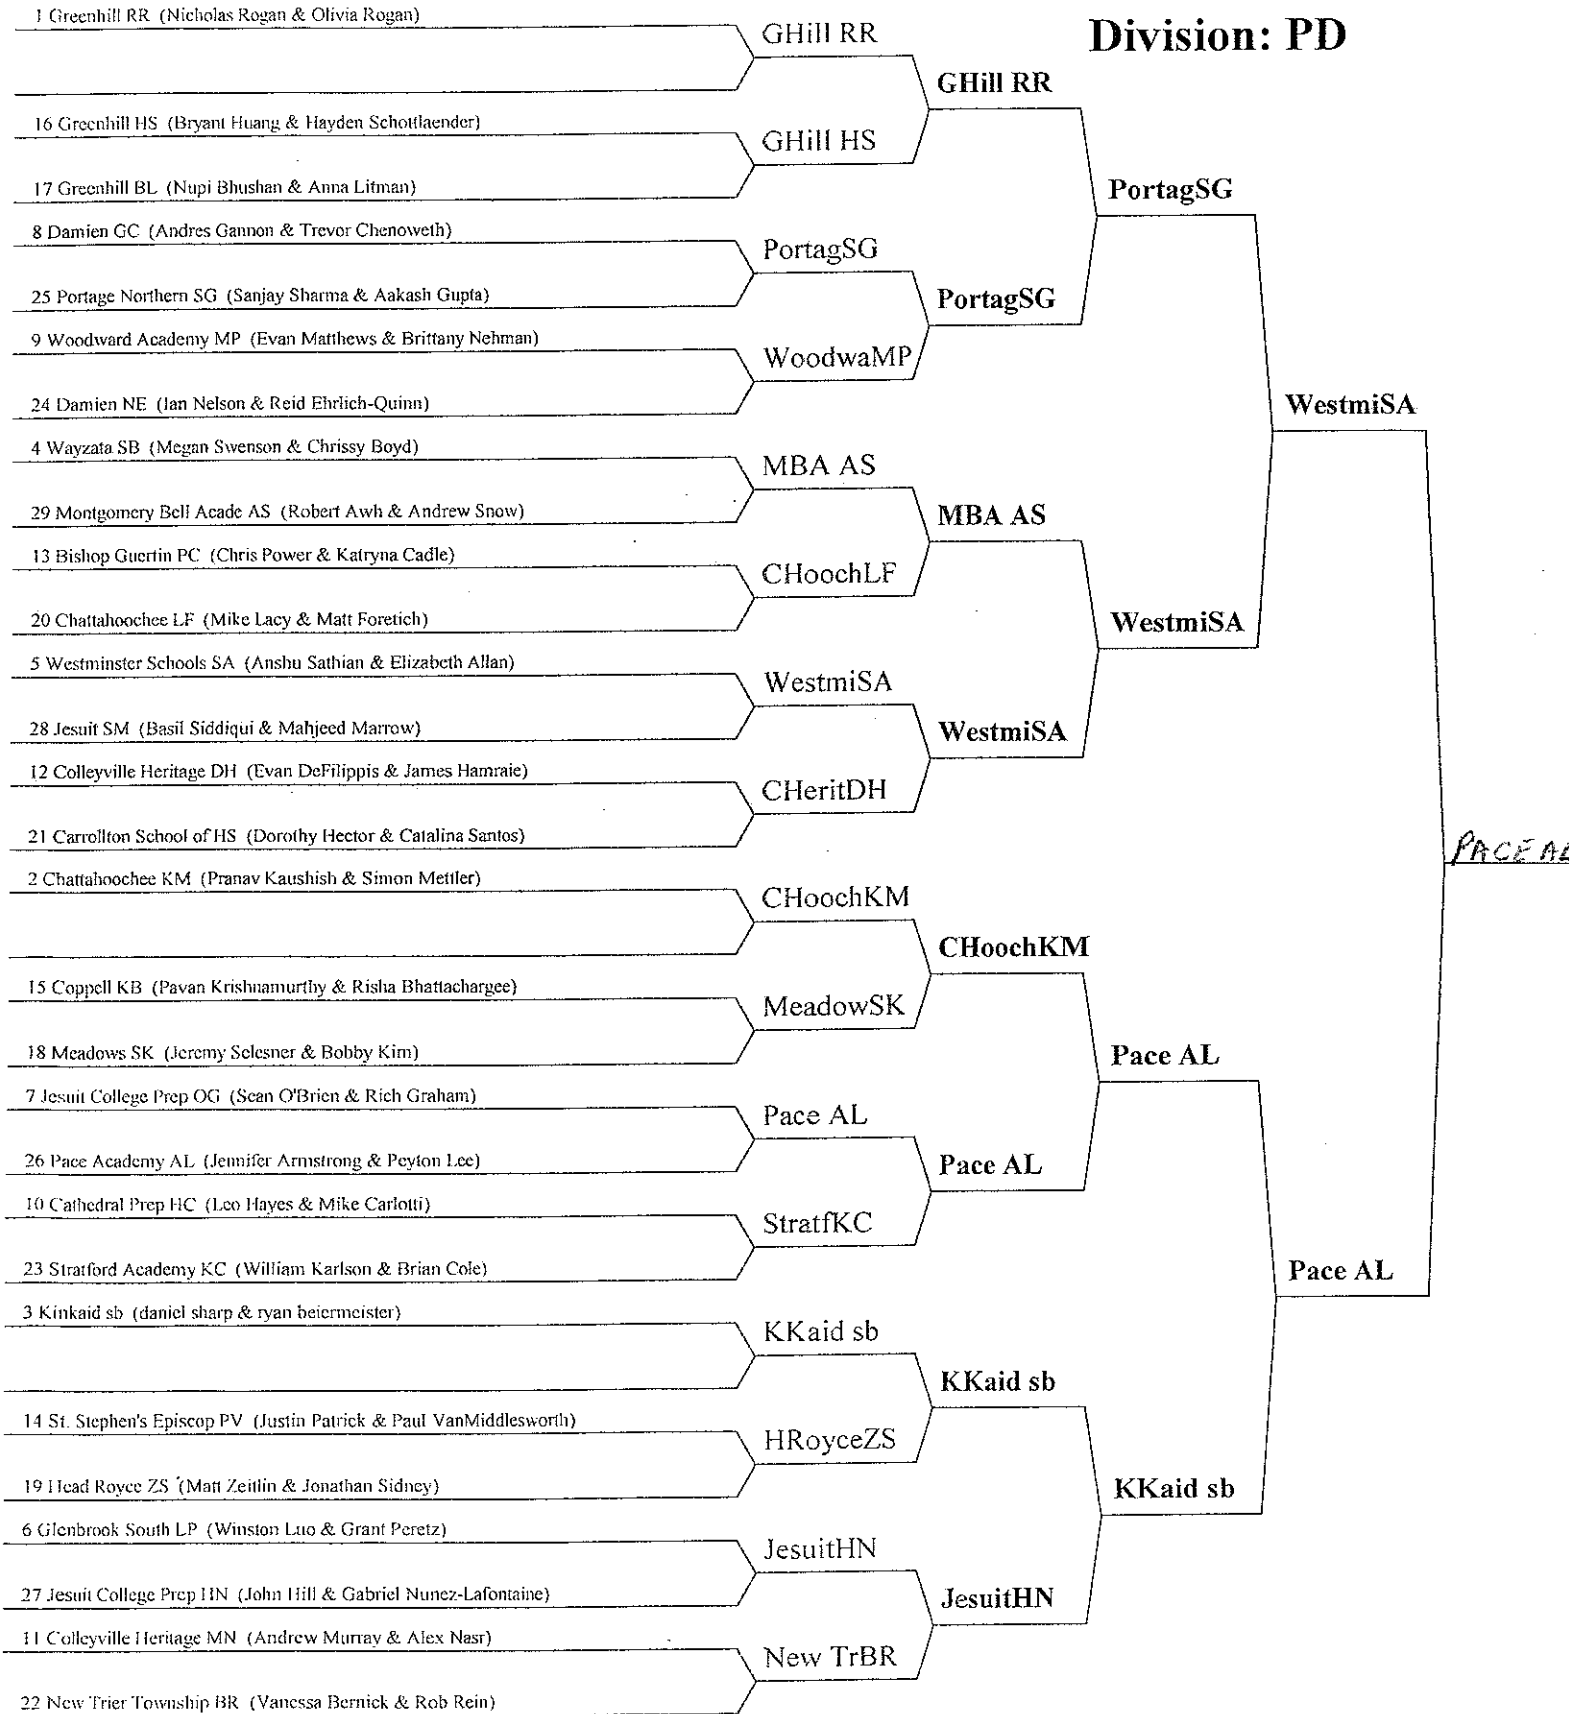 Division: PD
1 Greenhill RR (Nicholas Rogan & Olivia Rogan)
16 Greenhill HS (Bryant Huang & Hayden Schottlaender)
17 Greenhill BL (Nupi Bhushan & Anna Litman)
8 Damien GC (Andres Gannon & Trevor Chenoweth)
25 Portage Northern SG (Sanjay Sharma & Aakash Gupta)
9 Woodward Academy MP (Evan Matthews & Brittany Nehman)
24 Damien NE (Ian Nelson & Reid Ehrlich-Quinn)
4 Wayzata SB (Megan Swenson & Chrissy Boyd)
29 Montgomery Bell Acade AS (Robert Awh & Andrew Snow)
13 Bishop Guertin PC (Chris Power & Katryna Cadle)
20 Chattahoochee LF (Mike Lacy & Matt Foretich)
5 Westminster Schools SA (Anshu Sathian & Elizabeth Allan)
28 Jesuit SM (Basil Siddiqui & Mahjeed Marrow)
12 Colleyville Heritage DH (Evan DeFilippis & James Hamraie)
21 Carrollton School of HS (Dorothy Hector & Catalina Santos)
2 Chattahoochee KM (Pranav Kaushish & Simon Mettler)
15 Coppell KB (Pavan Krishnamurthy & Risha Bhattachargee)
18 Meadows SK (Jeremy Selesner & Bobby Kim)
7 Jesuit College Prep OG (Sean O'Brien & Rich Graham)
26 Pace Academy AL (Jennifer Armstrong & Peyton Lee)
10 Cathedral Prep HC (Leo Hayes & Mike Carlotti)
23 Stratford Academy KC (William Karlson & Brian Cole)
3 Kinkaid sb (daniel sharp & ryan beiermeister)
14 St. Stephen's Episcop PV (Justin Patrick & Paul VanMiddlesworth)
19 Head Royce ZS (Matt Zeitlin & Jonathan Sidney)
6 Glenbrook South LP (Winston Luo & Grant Peretz)
27 Jesuit College Prep HN (John Hill & Gabriel Nunez-Lafontaine)
11 Colleyville Heritage MN (Andrew Murray & Alex Nasr)
22 New Trier Township BR (Vanessa Bernick & Rob Rein)
GHill RR
GHill HS
PortagSG
WoodwaMP
MBA AS
CHoochLF
WestmiSA
CHeritDH
CHoochKM
MeadowSK
Pace AL
StratfKC
KKaid sb
HRoyceZS
JesuitHN
New TrBR
GHill RR
PortagSG
MBA AS
WestmiSA
CHoochKM
Pace AL
KKaid sb
JesuitHN
PortagSG
WestmiSA
Pace AL
KKaid sb
WestmiSA
Pace AL
PACE AL